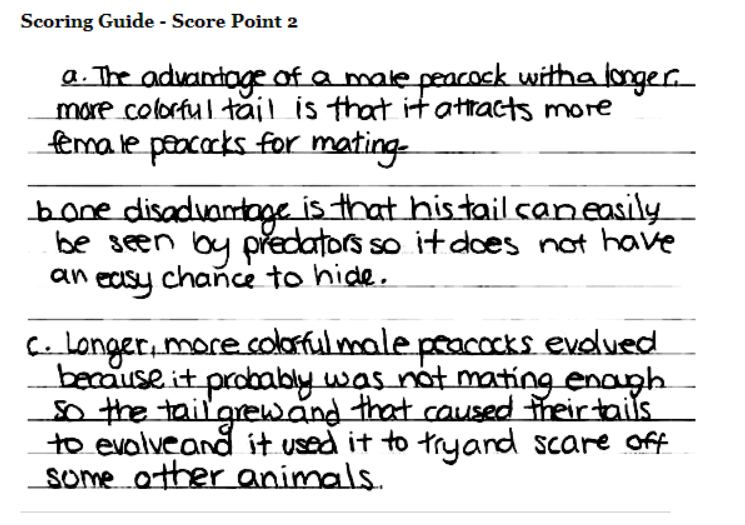 Scoring Guide - Score Point 2
a. The advantage of a male peacock with a longer,
more colorful tail is that it attracts more
female peacocks for mating.
b one disadvantage is that his tail can easily
be seen by predators so it does not have
an easy chance to hide.
c. Longer, more colorful male peacocks evolved
because it probably was not mating enough
so the tail grew and that caused their tails
to evolve and it used it to try and scare off
some other animals.